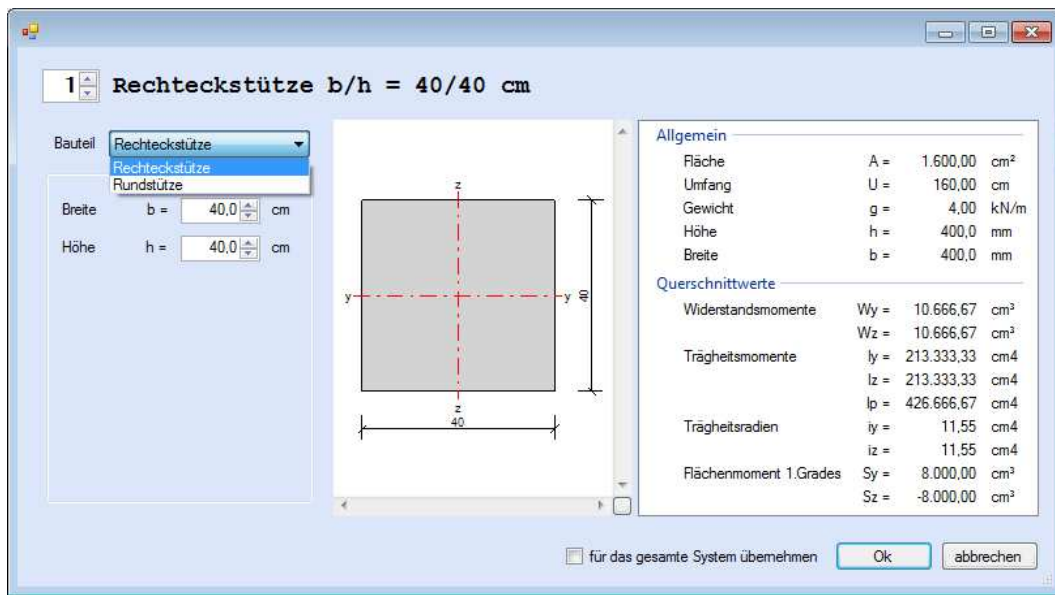 1 Rechteckstütze b/h = 40/40 cm
Bauteil Rechteckstütze
Rechteckstütze
Rundstütze
Breite b = 40,0 cm
Höhe h = 40,0 cm
z
y y
40
z
40
Allgemein
Fläche A = 1.600,00 cm²
Umfang U = 160,00 cm
Gewicht g = 4,00 kN/m
Höhe h = 400,0 mm
Breite b = 400,0 mm
Querschnittwerte
Widerstandsmomente Wy = 10.666,67 cm³
Wz = 10.666,67 cm³
Trägheitsmomente Iy = 213.333,33 cm4
Iz = 213.333,33 cm4
Ip = 426.666,67 cm4
Trägheitsradien iy = 11,55 cm4
iz = 11,55 cm4
Flächenmoment 1.Grades Sy = 8.000,00 cm³
Sz = -8.000,00 cm³
für das gesamte System übernehmen Ok abbrechen